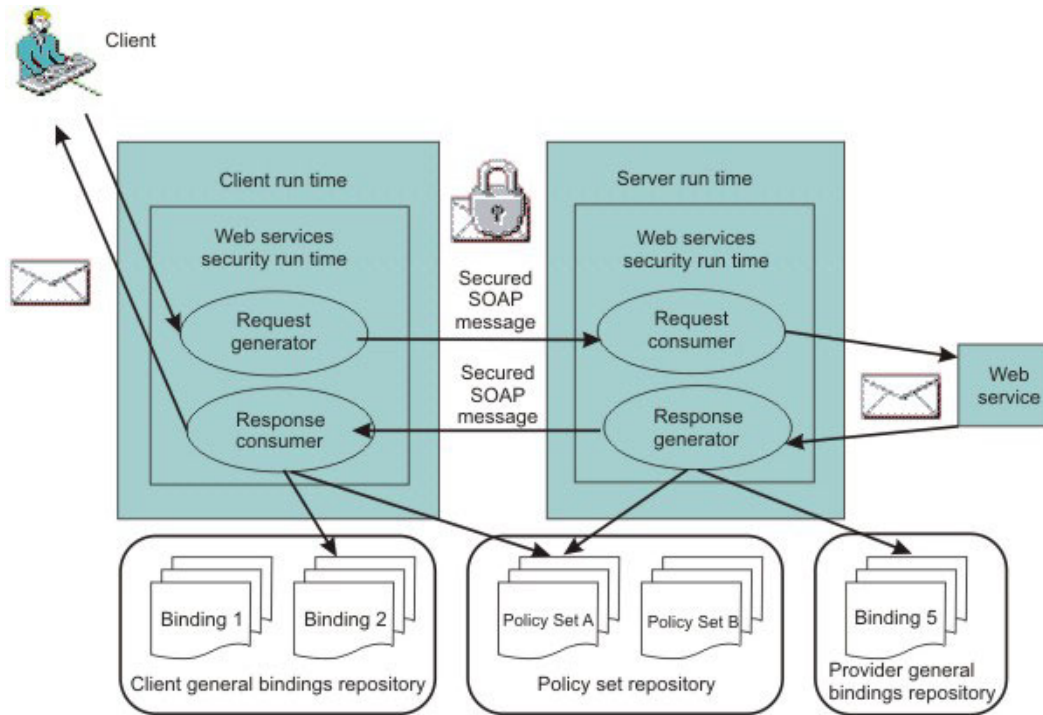 Client
Client run time
Server run time
Web services
security run time
Web services
security run time
Secured
SOAP
message
Request
generator
Request
consumer
Secured
SOAP
message
Web
service
Response
consumer
Response
generator
Binding 1
Binding 2
Policy Set A
Policy Set B
Binding 5
Client general bindings repository
Policy set repository
Provider general
bindings repository